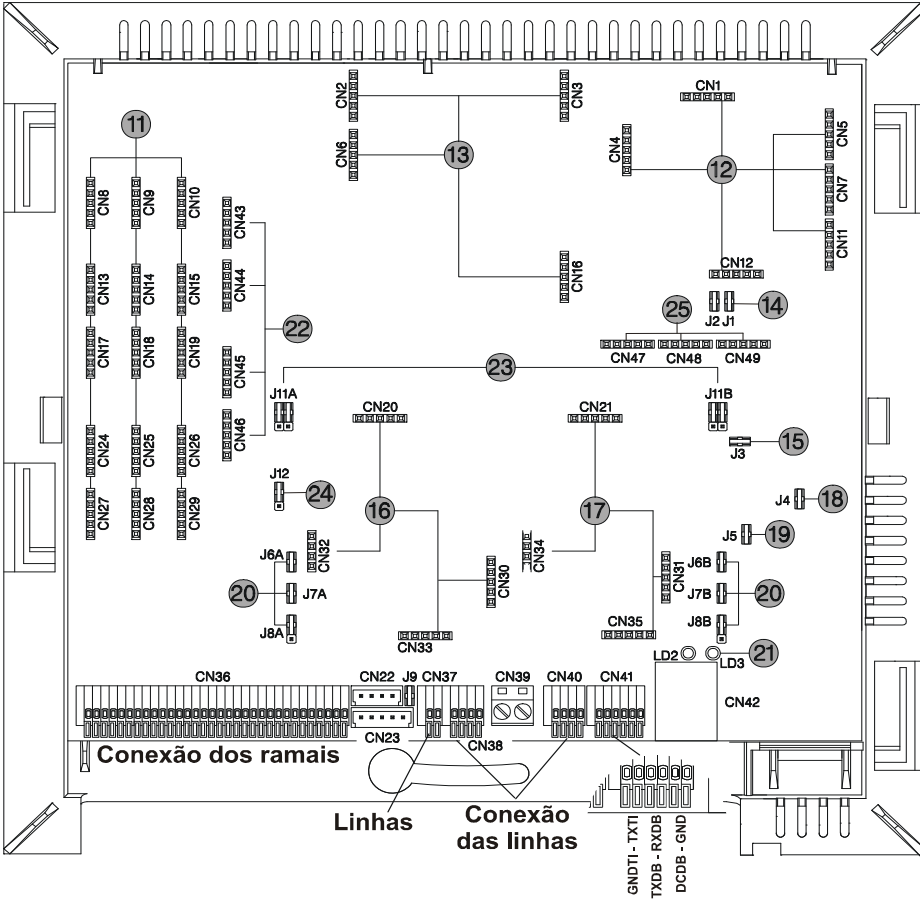 CN2
CN3
CN1
CN6
CN4
CN5
CN7
CN11
11
13
12
CN8
CN9
CN10
CN43
CN44
CN16
CN12
CN13
CN14
CN15
22
25
J2
J1
14
CN47
CN48
CN49
CN17
CN18
CN19
CN45
23
J11A
J11B
CN46
CN20
CN21
J3
15
CN24
CN25
CN26
J12
24
J4
18
CN27
CN28
CN29
16
17
J5
19
CN32
CN34
J6A
J6B
CN30
CN31
20
J7A
J7B
20
J8A
J8B
CN33
CN35
LD2
LD3
21
CN36
CN22
J9
CN37
CN39
CN40
CN41
CN42
CN23
CN38
Conexão dos ramais
Linhas
Conexão
das linhas
GNDTI - TXTI
TXDB - RXDB
DCDB - GND